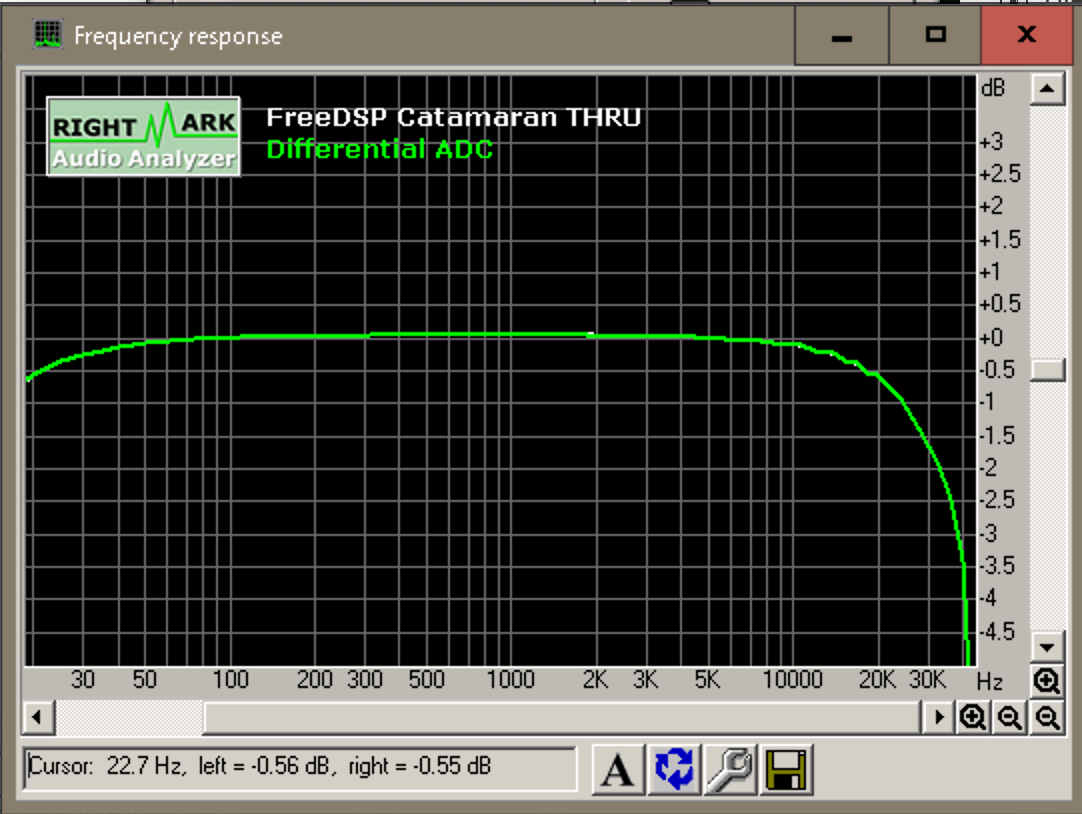 Frequency response
RIGHT MARK
Audio Analyzer
FreeDSP Catamaran THRU
Differential ADC
dB
+3
+2.5
+2
+1.5
+1
+0.5
+0
-0.5
-1
-1.5
-2
-2.5
-3
-3.5
-4
-4.5
30 50 100 200 300 500 1000 2K 3K 5K 10000 20K 30K Hz
Cursor: 22.7 Hz, left = -0.56 dB, right = -0.55 dB
A